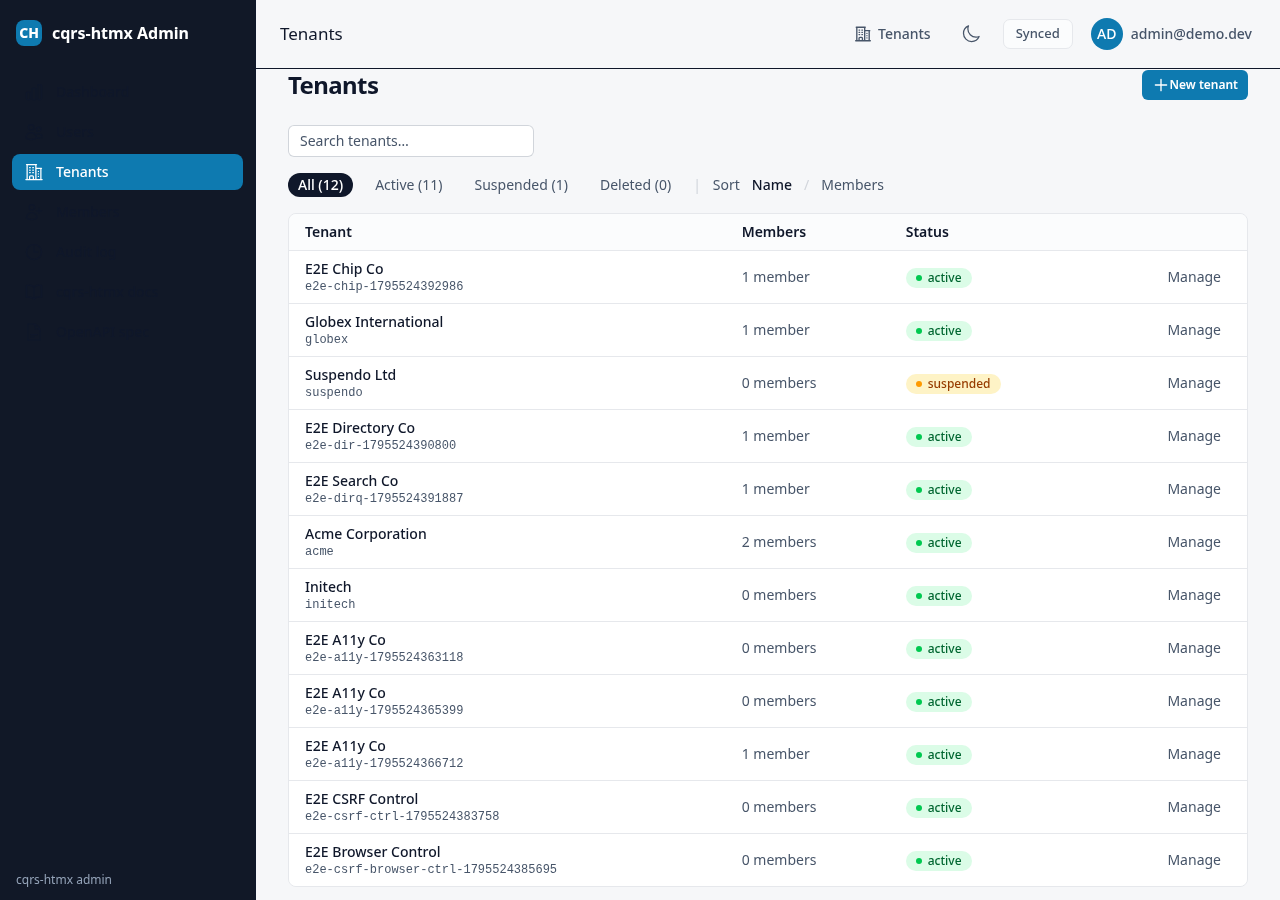 CH cqrs-htmx Admin
Tenants
cqrs-htmx admin
Tenants
Tenants
Synced
AD admin@demo.dev
Tenants
New tenant
Search tenants...
All (12) Active (11) Suspended (1) Deleted (0) | Sort Name / Members
Tenant Members Status
E2E Chip Co
e2e-chip-1795524392986
1 member active Manage
Globex International
globex
1 member active Manage
Suspendo Ltd
suspendo
0 members suspended Manage
E2E Directory Co
e2e-dir-1795524390800
1 member active Manage
E2E Search Co
e2e-dirq-1795524391887
1 member active Manage
Acme Corporation
acme
2 members active Manage
Initech
initech
0 members active Manage
E2E A11y Co
e2e-a11y-1795524363118
0 members active Manage
E2E A11y Co
e2e-a11y-1795524365399
0 members active Manage
E2E A11y Co
e2e-a11y-1795524366712
1 member active Manage
E2E CSRF Control
e2e-csrf-ctrl-1795524383758
0 members active Manage
E2E Browser Control
e2e-csrf-browser-ctrl-1795524385695
0 members active Manage